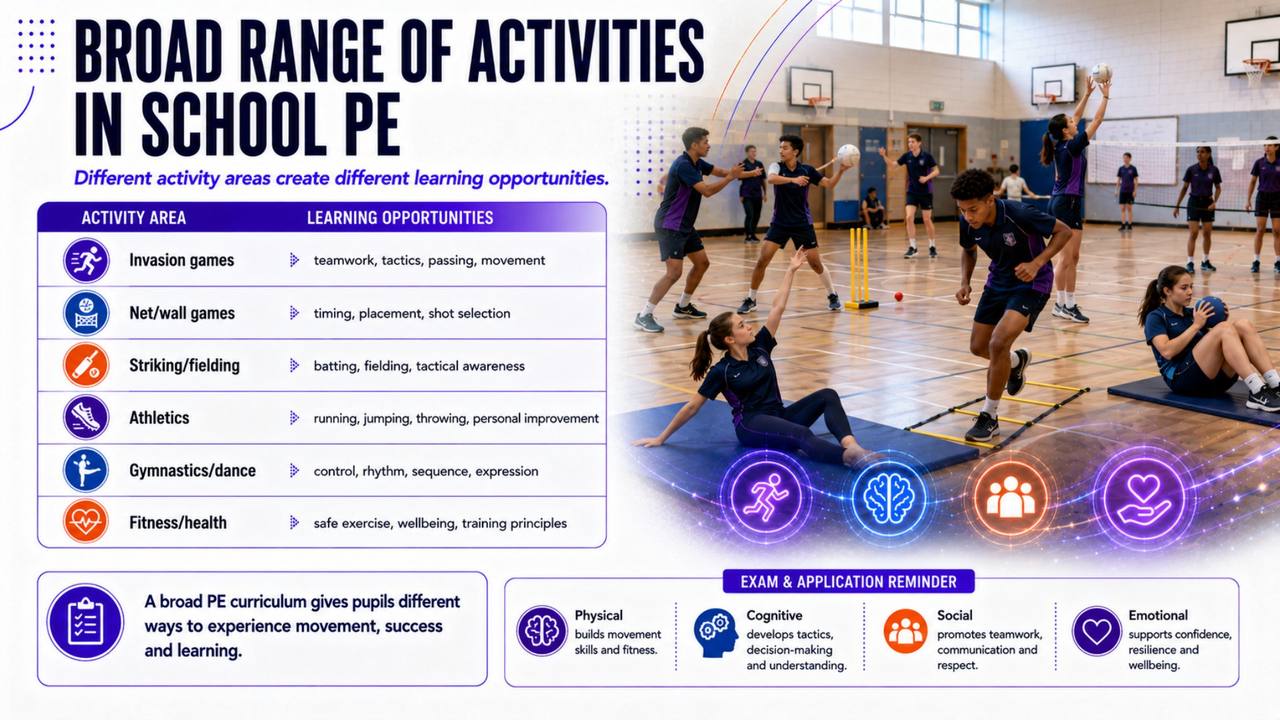 BROAD RANGE OF ACTIVITIES
IN SCHOOL PE
Different activity areas create different learning opportunities.
ACTIVITY AREA
LEARNING OPPORTUNITIES
Invasion games
teamwork, tactics, passing, movement
Net/wall games
timing, placement, shot selection
Striking/fielding
batting, fielding, tactical awareness
Athletics
running, jumping, throwing, personal improvement
Gymnastics/dance
control, rhythm, sequence, expression
Fitness/health
safe exercise, wellbeing, training principles
A broad PE curriculum gives pupils different
ways to experience movement, success
and learning.
EXAM & APPLICATION REMINDER
Physical
builds movement
skills and fitness.
Cognitive
develops tactics,
decision-making
and understanding.
Social
promotes teamwork,
communication and
respect.
Emotional
supports confidence,
resilience and
wellbeing.